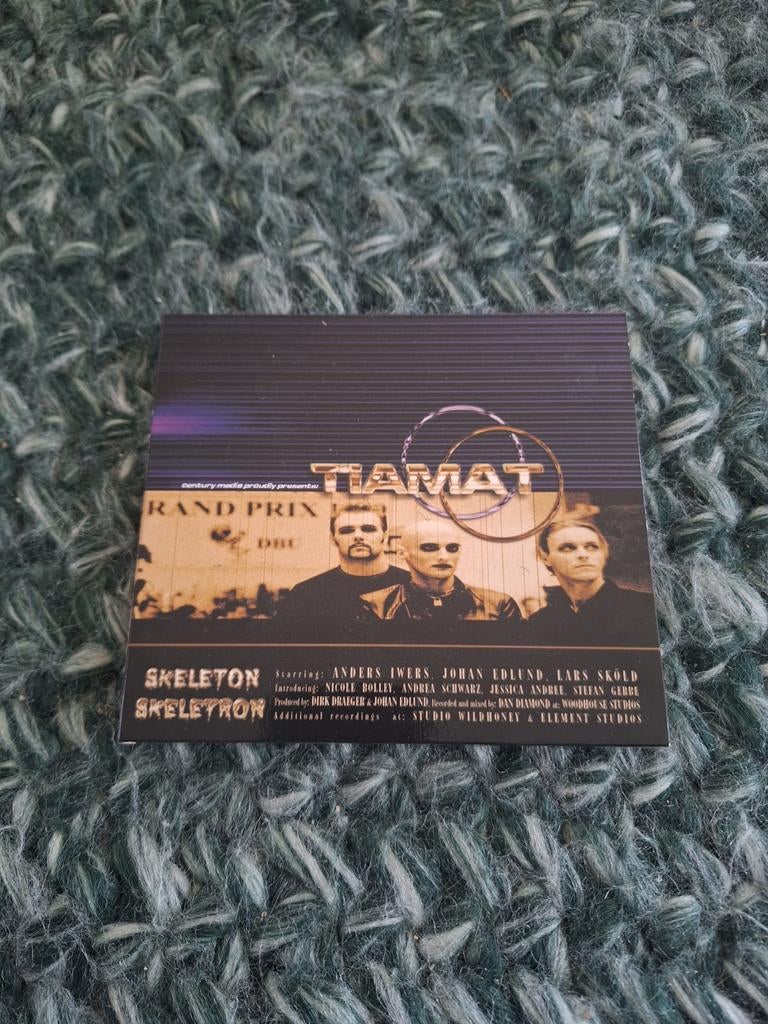 century media proudly presents:
TIAMAT
RAND PRIX
DBU
SKELETON
SKELETRON
Starring: ANDERS IWERS, JOHAN EDLUND, LARS SKÖLD
Introducing: NICOLE BOLLEY, ANDREA SCHWARZ, JESSICA ANDREE, STEFAN GERBE
Produced by: DIRK DRAEGER & JOHAN EDLUND, Recorded and mixed by: DAN DIAMOND at: WOODHOUSE STUDIOS
Additional recordings at: STUDIO WILDHONEY & ELEMENT STUDIOS